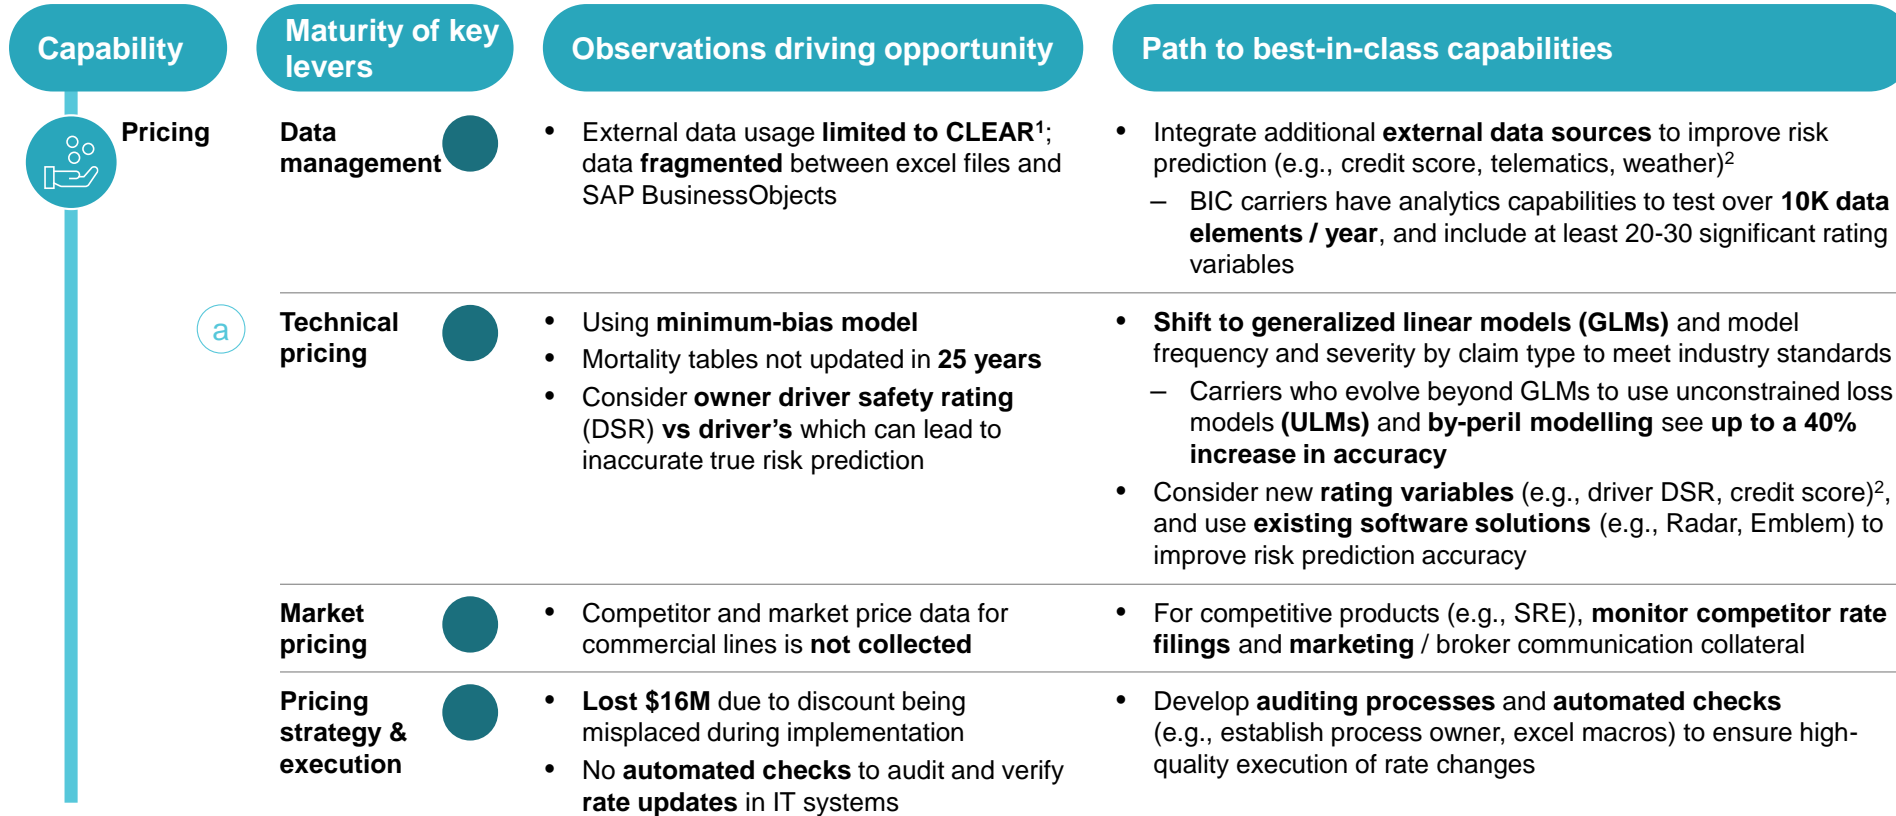 Capability
Maturity of key
levers
Observations driving opportunity
Path to best-in-class capabilities
Pricing
Data
management
• External data usage limited to CLEAR¹;
data fragmented between excel files and
SAP BusinessObjects
• Integrate additional external data sources to improve risk
prediction (e.g., credit score, telematics, weather)²
– BIC carriers have analytics capabilities to test over 10K data
elements / year, and include at least 20-30 significant rating
variables
a
Technical
pricing
• Using minimum-bias model
• Mortality tables not updated in 25 years
• Consider owner driver safety rating
(DSR) vs driver’s which can lead to
inaccurate true risk prediction
• Shift to generalized linear models (GLMs) and model
frequency and severity by claim type to meet industry standards
– Carriers who evolve beyond GLMs to use unconstrained loss
models (ULMs) and by-peril modelling see up to a 40%
increase in accuracy
• Consider new rating variables (e.g., driver DSR, credit score)²,
and use existing software solutions (e.g., Radar, Emblem) to
improve risk prediction accuracy
Market
pricing
• Competitor and market price data for
commercial lines is not collected
• For competitive products (e.g., SRE), monitor competitor rate
filings and marketing / broker communication collateral
Pricing
strategy &
execution
• Lost $16M due to discount being
misplaced during implementation
• No automated checks to audit and verify
rate updates in IT systems
• Develop auditing processes and automated checks
(e.g., establish process owner, excel macros) to ensure high-
quality execution of rate changes